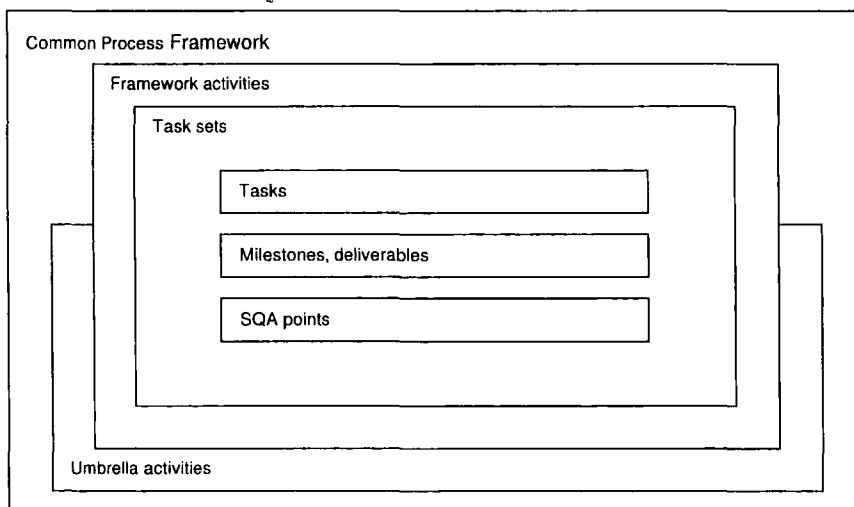 Common Process Framework
Framework activities
Task sets
Tasks
Milestones, deliverables
SQA points
Umbrella activities